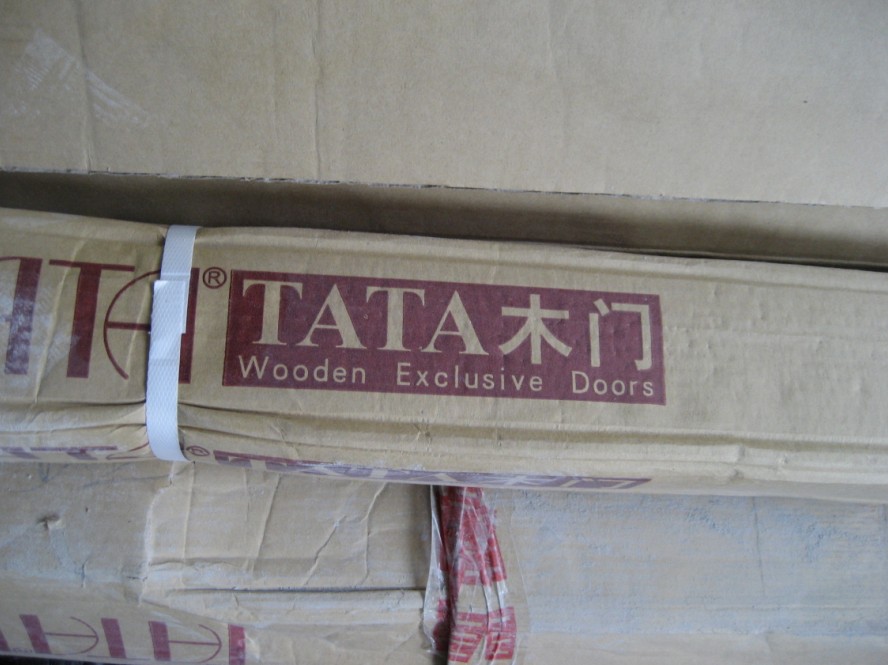 ®
TATA木门
Wooden Exclusive Doors